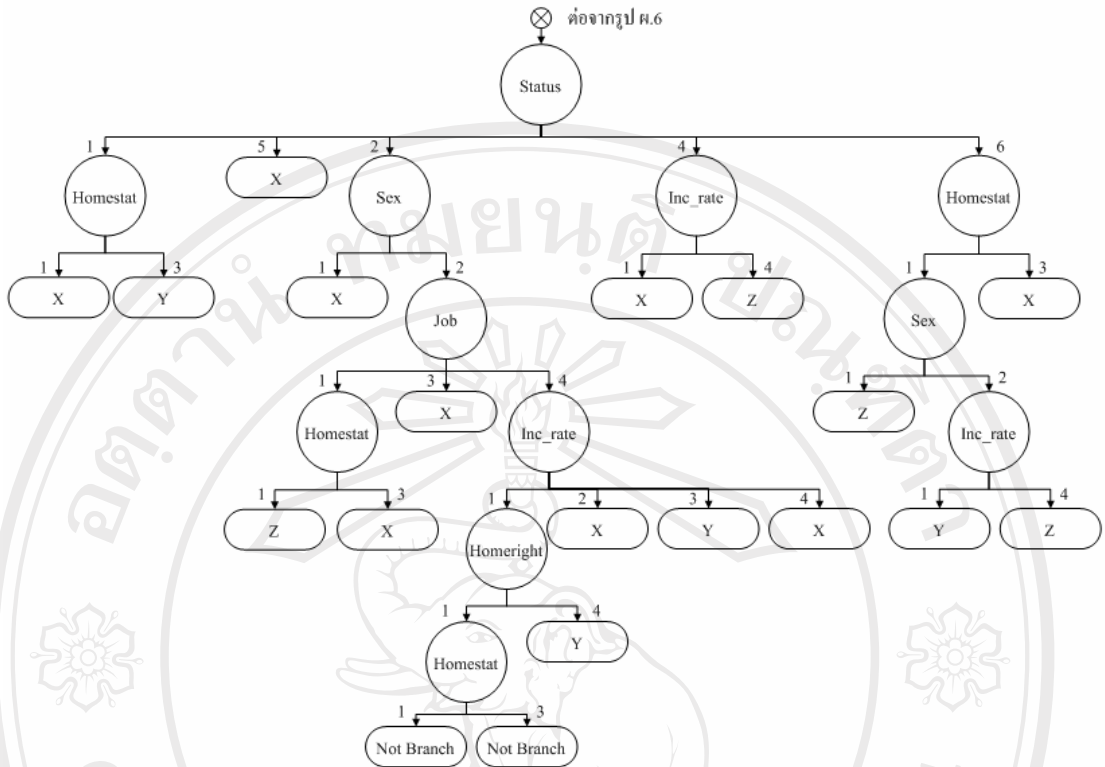 ต่อจากรูป ผ.6
Status
1 5 2 4 6
Homestat X Sex Inc_rate Homestat
1 3 1 2 1 4 1 3
X Y X Job X Z Sex X
1 3 4 1 2
Homestat X Inc_rate Z Inc_rate
1 3 1 2 3 4 1 4
Z X Homeright X Y X Y Z
1 4
Homestat Y
1 3
Not Branch Not Branch